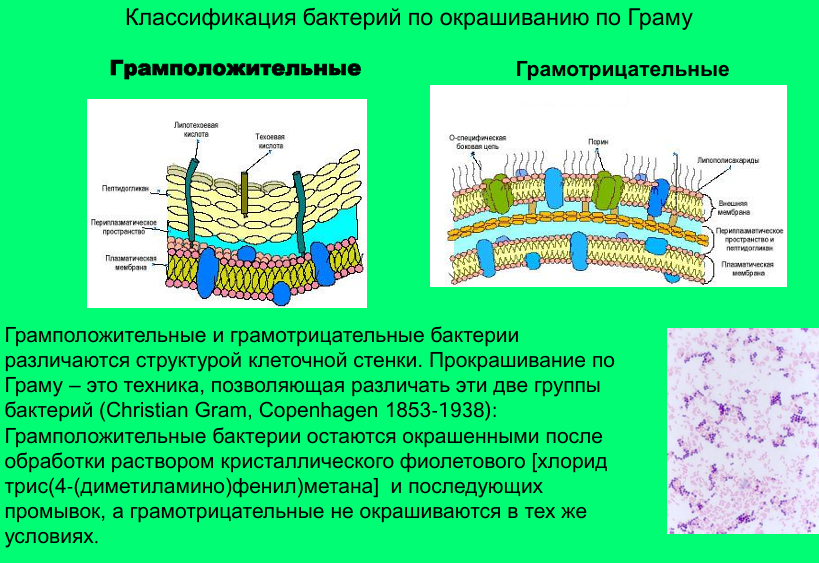 Классификация бактерий по окрашиванию по Граму
Грамположительные
Грамотрицательные
Липотехоевая
кислота
Техоевая
кислота
Пептидогликан
Периплазматическое
пространство
Плазматическая
мембрана
О-специфическая
боковая цепь
Порин
Липополисахариды
Внешняя
мембрана
Периплазматическое
пространство и
пептидогликан
Плазматическая
мембрана
Грамположительные и грамотрицательные бактерии
различаются структурой клеточной стенки. Прокрашивание по
Граму – это техника, позволяющая различать эти две группы
бактерий (Christian Gram, Copenhagen 1853-1938):
Грамположительные бактерии остаются окрашенными после
обработки раствором кристаллического фиолетового [хлорид
трис(4-(диметиламино)фенил)метана] и последующих
промывок, а грамотрицательные не окрашиваются в тех же
условиях.